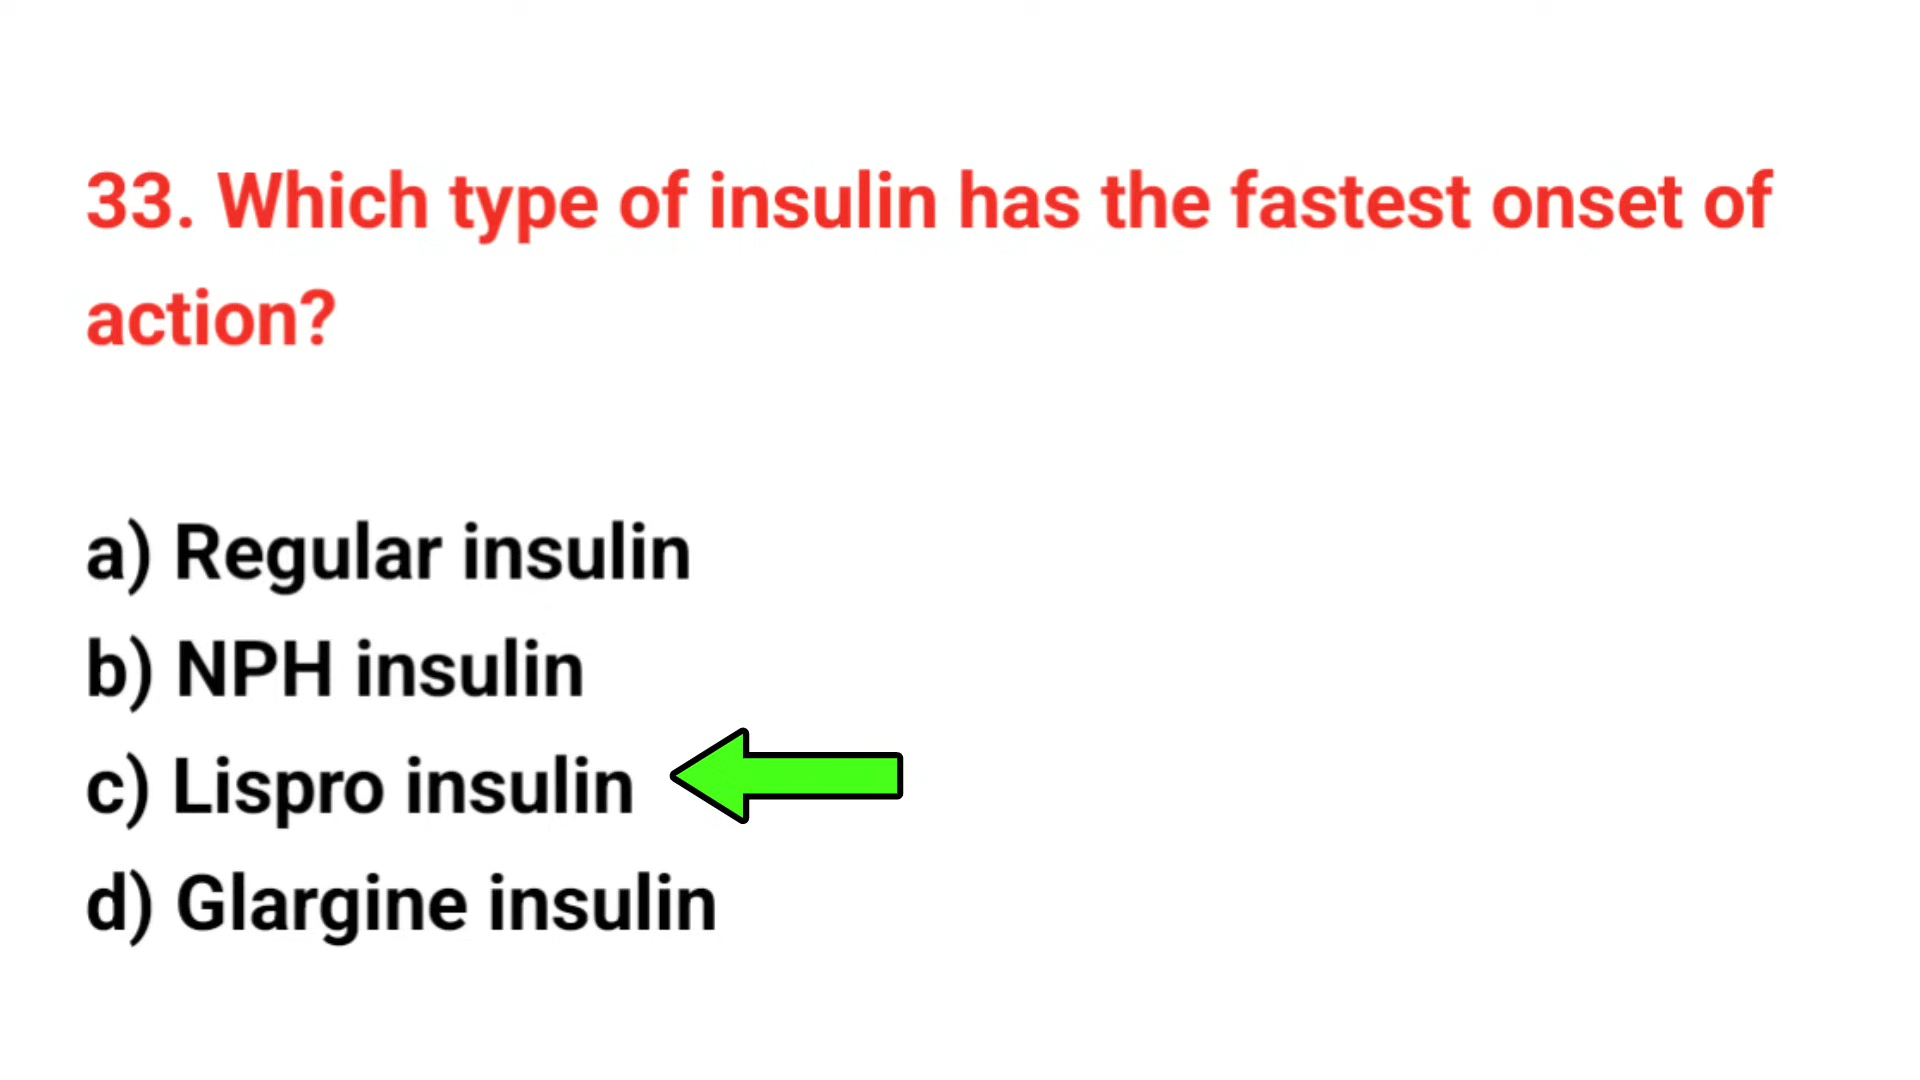 33. Which type of insulin has the fastest onset of
action?
a) Regular insulin
b) NPH insulin
c) Lispro insulin
d) Glargine insulin